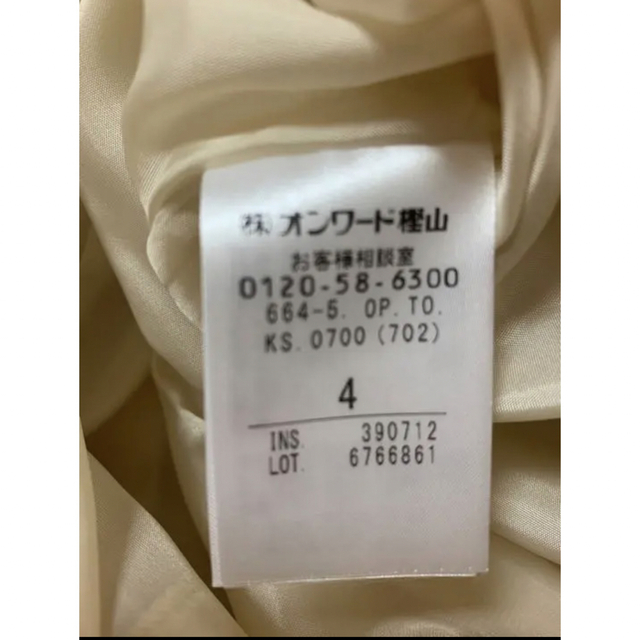 ㈱オンワード樫山
お客様相談室
0120-58-6300
664-5. OP. TO.
KS. 0700 (702)
4
INS. 390712
LOT. 6766861